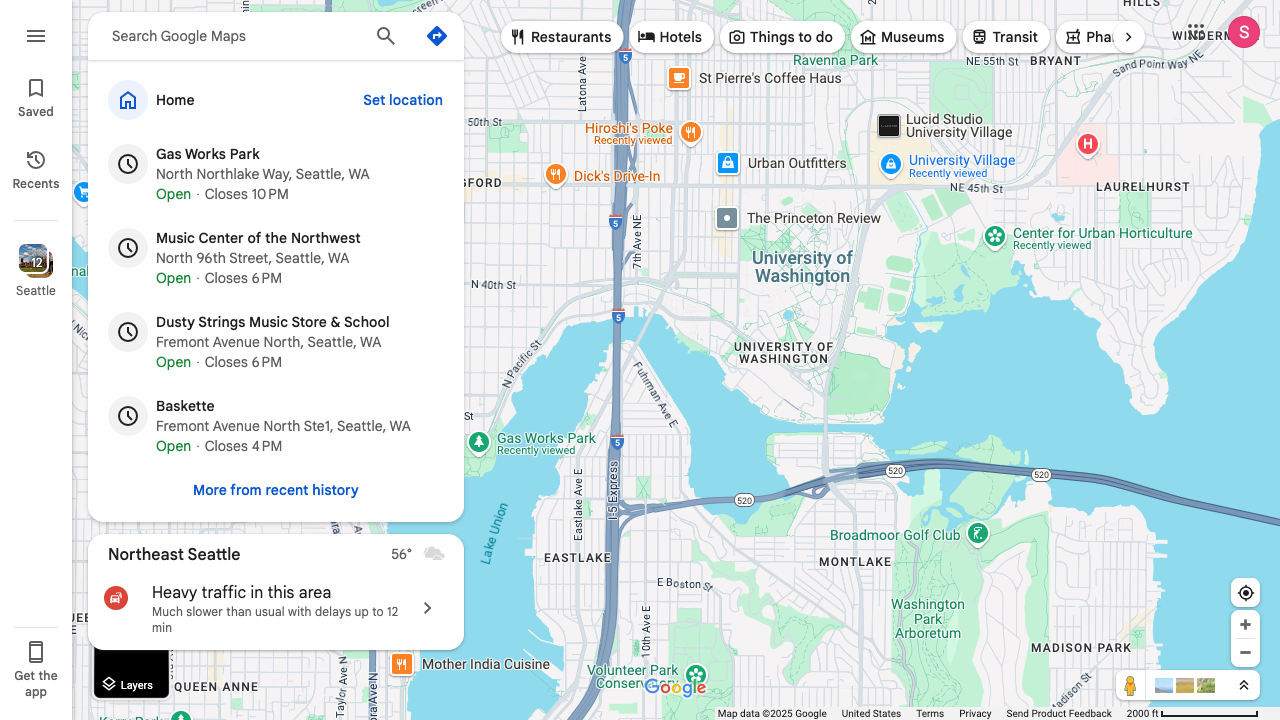 Saved
Recents
12
Seattle
Get the
app
Search Google Maps
Home
Set location
Gas Works Park
North Northlake Way, Seattle, WA
Open · Closes 10 PM
Music Center of the Northwest
North 96th Street, Seattle, WA
Open · Closes 6 PM
Dusty Strings Music Store & School
Fremont Avenue North, Seattle, WA
Open · Closes 6 PM
Baskette
Fremont Avenue North Ste1, Seattle, WA
Open · Closes 4 PM
More from recent history
Northeast Seattle
56°
Heavy traffic in this area
Much slower than usual with delays up to 12
min
Layers
Restaurants
Hotels
Things to do
Museums
Transit
Pha
S
HILLS
Ravenna Park
NE 55th St
BRYANT
Sand Point Way NE
5
St Pierre's Coffee Haus
Latona Ave
50th St
Hiroshi's Poke
Recently viewed
Lucid Studio
University Village
H
Urban Outfitters
University Village
Recently viewed
Dick's Drive-In
NE 45th St
LAURELHURST
The Princeton Review
5
7th Ave NE
Center for Urban Horticulture
Recently viewed
University of
Washington
N 40th St
5
UNIVERSITY OF
WASHINGTON
N Pacific St
Fuhrman Ave E
Gas Works Park
Recently viewed
5
520
520
520
I-5 Express
Eastlake Ave E
Lake Union
Broadmoor Golf Club
EASTLAKE
MONTLAKE
E Boston St
Washington
Park
Arboretum
10th Ave E
MADISON PARK
Mother India Cuisine
Volunteer Park
Conserv
Google
QUEEN ANNE
Taylor Ave N
Madison St
Map data ©2025 Google
United States
Terms
Privacy
Send Product Feedback
2000 ft